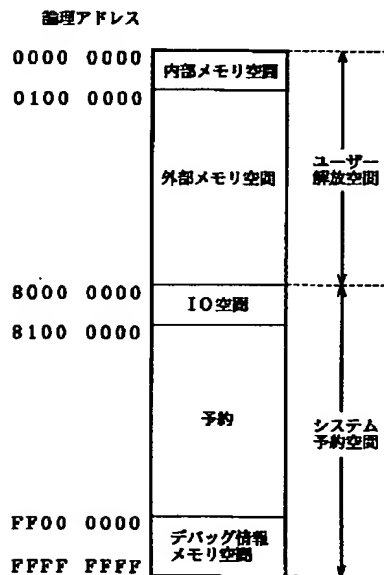 論理アドレス
0000 0000
内部メモリ空間
0100 0000
外部メモリ空間
ユーザー
解放空間
8000 0000
IO空間
8100 0000
予約
システム
予約空間
FF00 0000
デバッグ情報
メモリ空間
FFFF FFFF